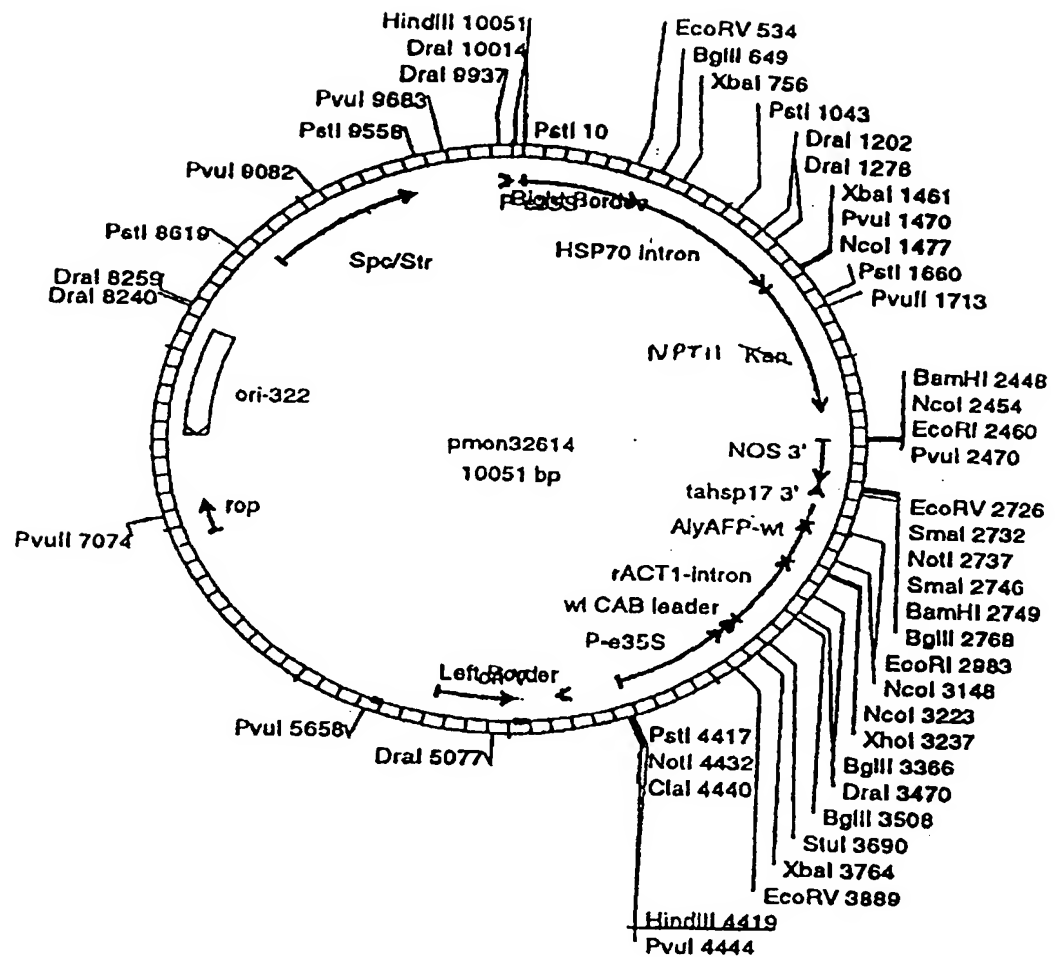 HindIII 10051
DraI 10014
DraI 9937
PvuI 9683
PstI 9558
PvuI 9082
PstI 8619
DraI 8259
DraI 8240
PstI 10
EcoRV 534
BglII 649
XbaI 756
PstI 1043
DraI 1202
DraI 1278
XbaI 1461
PvuI 1470
NcoI 1477
PstI 1660
PvuII 1713
Right Border
HSP70 Intron
Spc/Str
NPTII Kan
ori-322
pmon32614
10051 bp
BamHI 2448
NcoI 2454
EcoRI 2460
PvuI 2470
NOS 3'
tahsp17 3'
AlyAFP-wt
rACT1-intron
wt CAB leader
P-e35S
rop
PvuII 7074
EcoRV 2726
SmaI 2732
NotI 2737
SmaI 2746
BamHI 2749
BglII 2768
EcoRI 2983
NcoI 3148
NcoI 3223
XhoI 3237
BglII 3366
DraI 3470
BglII 3508
StuI 3690
XbaI 3764
EcoRV 3889
Left Border
PvuI 5658
DraI 5077
PstI 4417
NotI 4432
ClaI 4440
HindIII 4419
PvuI 4444